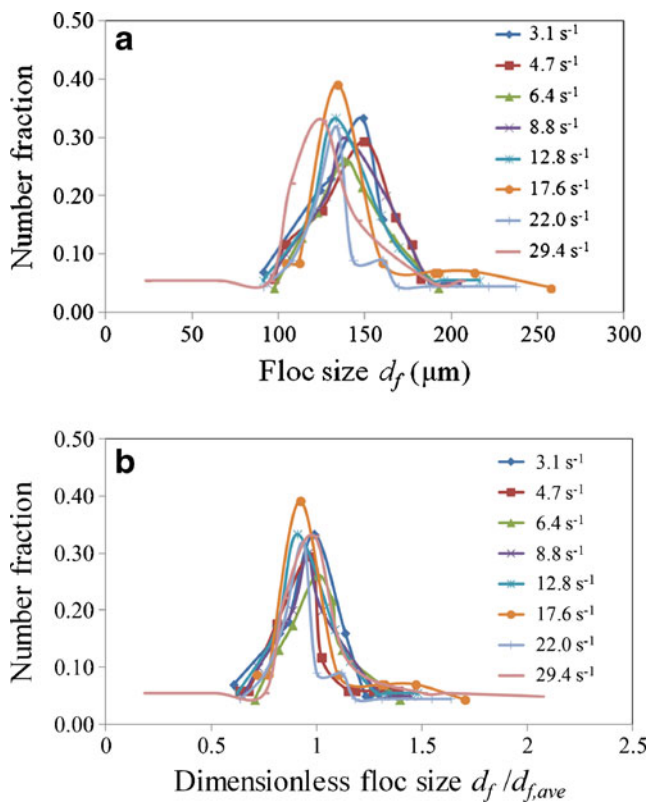 a
0.50
0.40
0.30
0.20
0.10
0.00
Number fraction
0 50 100 150 200 250 300
Floc size d_f (μm)
3.1 s⁻¹
4.7 s⁻¹
6.4 s⁻¹
8.8 s⁻¹
12.8 s⁻¹
17.6 s⁻¹
22.0 s⁻¹
29.4 s⁻¹
b
0.50
0.40
0.30
0.20
0.10
0.00
Number fraction
0 0.5 1 1.5 2 2.5
Dimensionless floc size d_f /d_f,ave
3.1 s⁻¹
4.7 s⁻¹
6.4 s⁻¹
8.8 s⁻¹
12.8 s⁻¹
17.6 s⁻¹
22.0 s⁻¹
29.4 s⁻¹